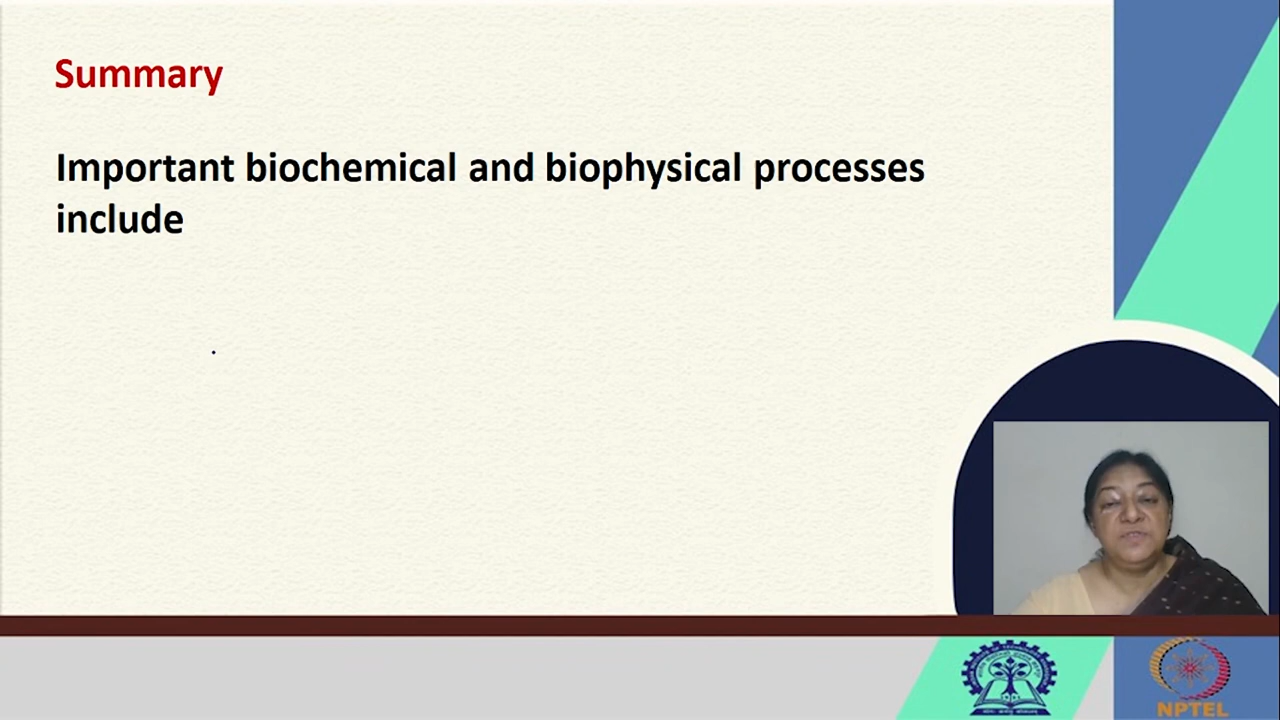 Summary
Important biochemical and biophysical processes
include
NPTEL